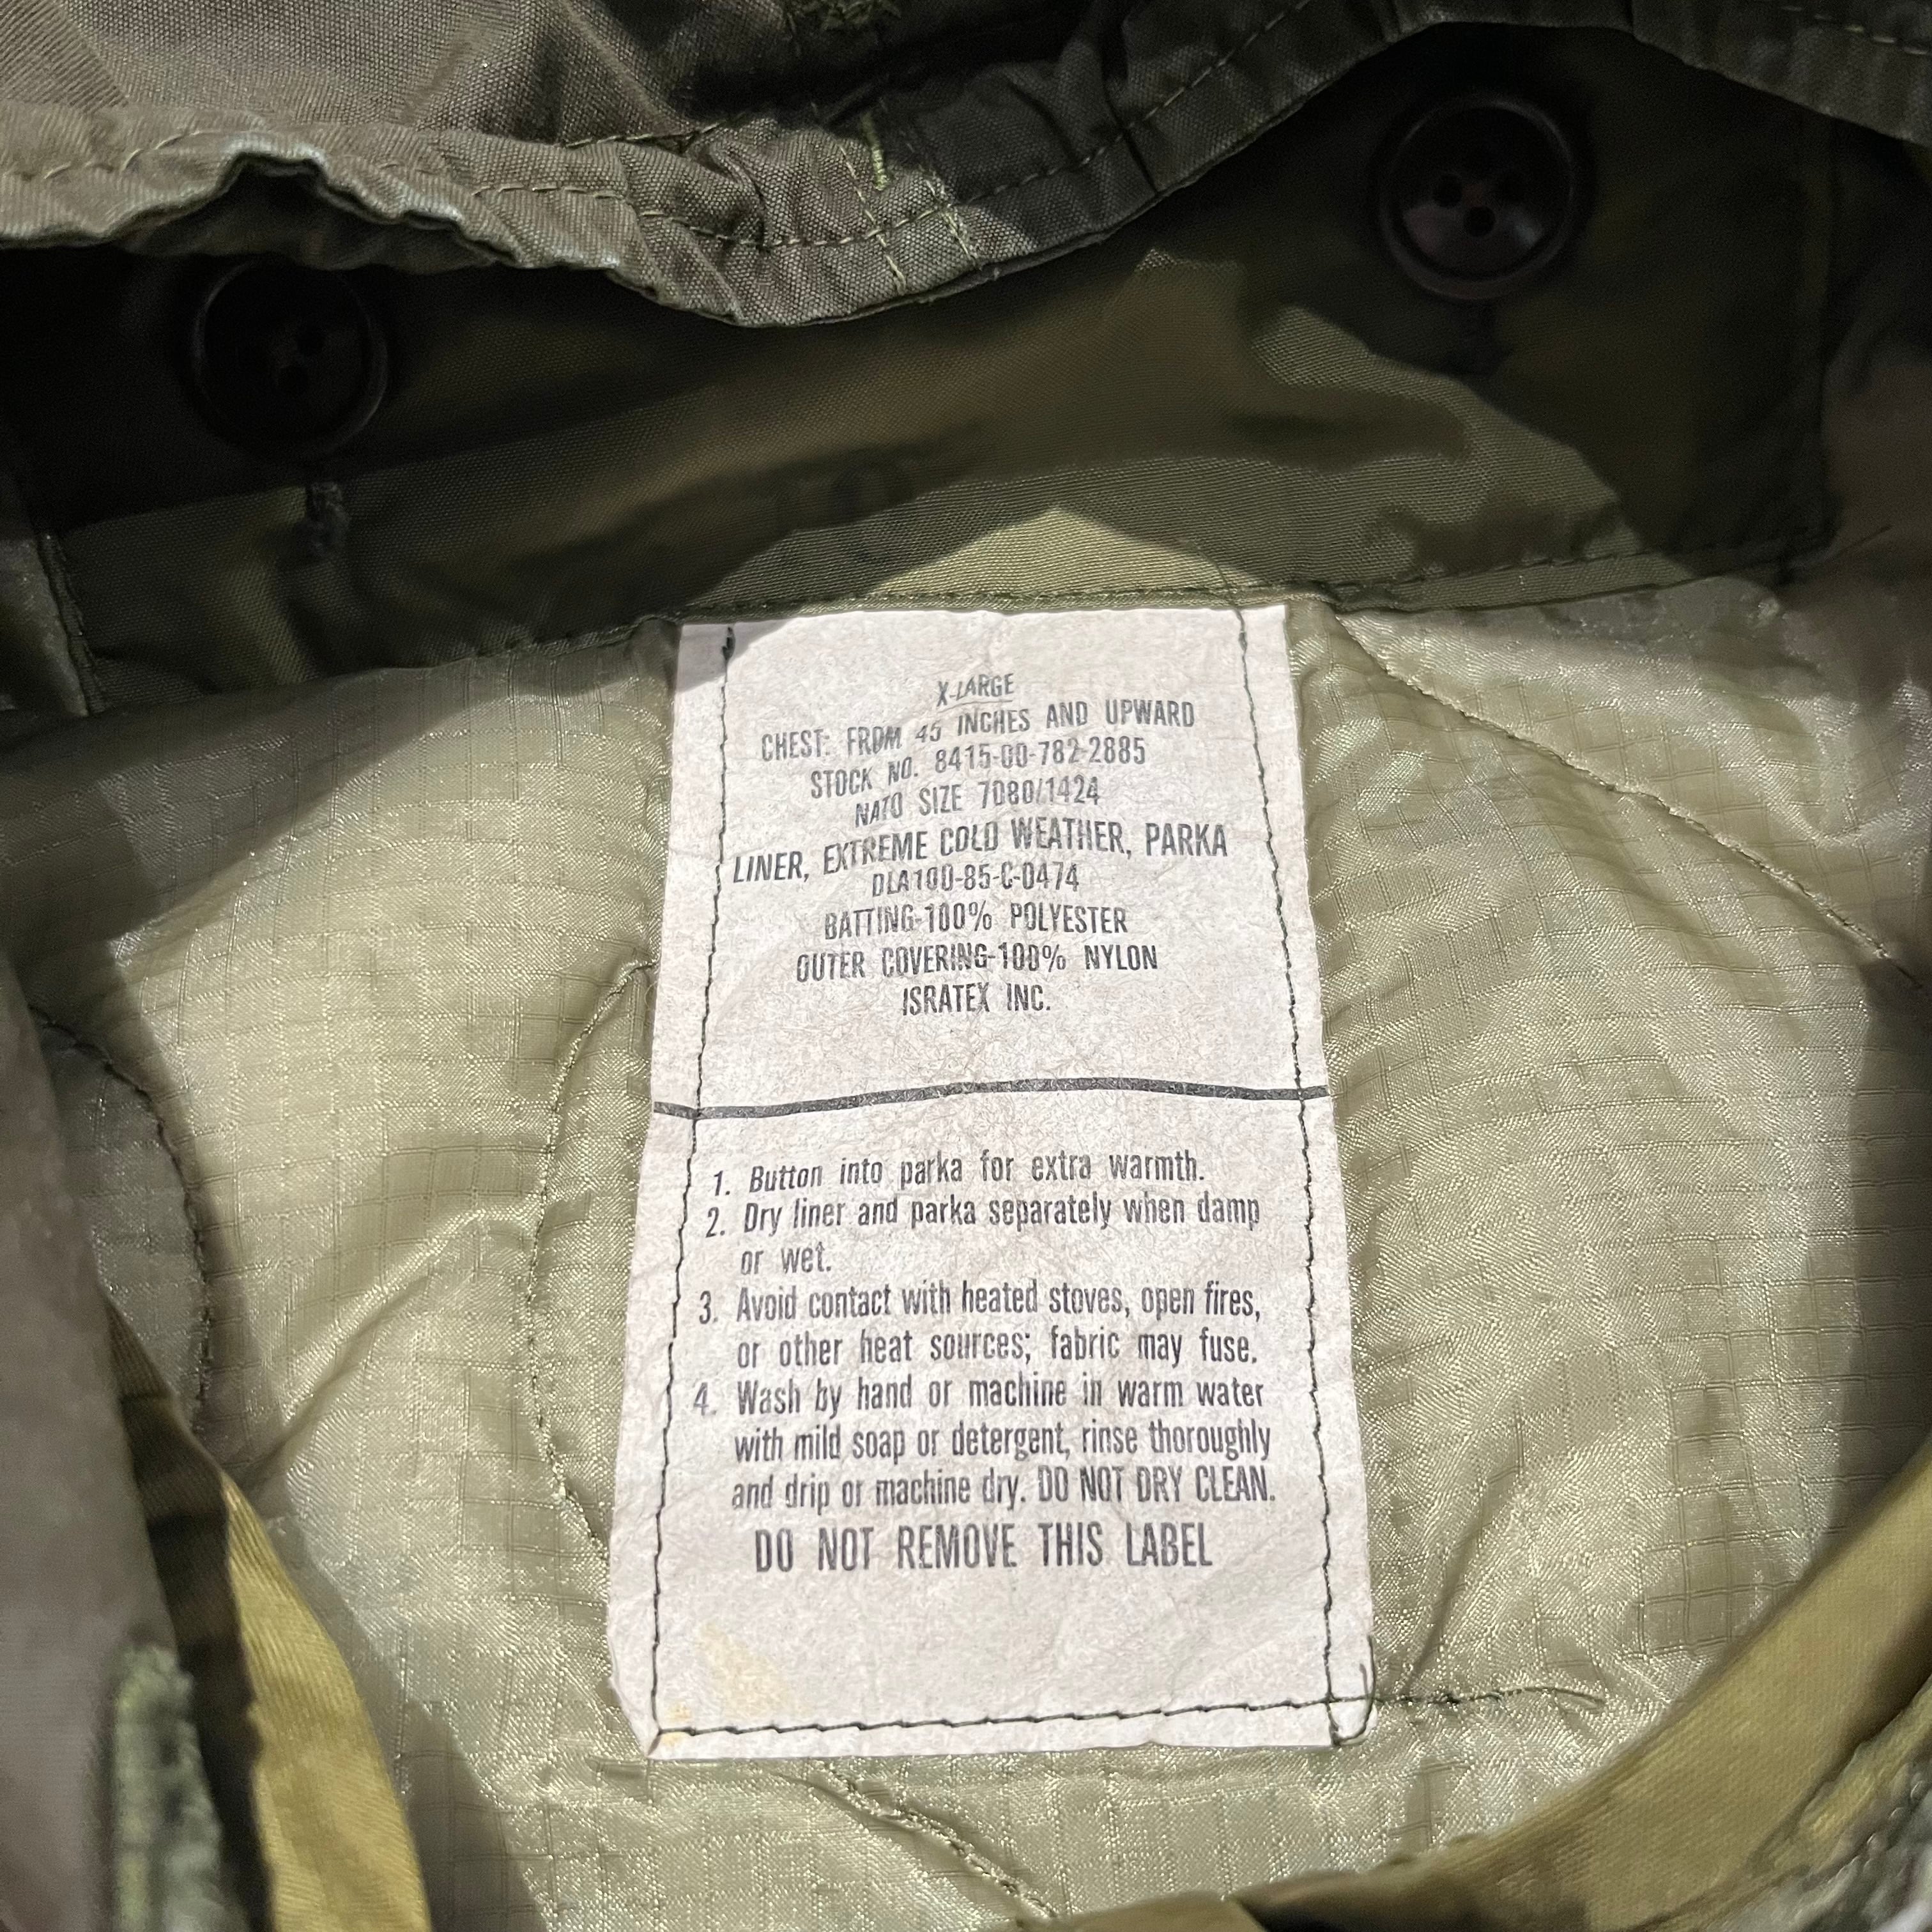 X-LARGE
CHEST: FROM 45 INCHES AND UPWARD
STOCK NO. 8415-00-782-2885
NATO SIZE 7080/1424
LINER, EXTREME COLD WEATHER, PARKA
DLA100-85-C-0474
BATTING-100% POLYESTER
OUTER COVERING-100% NYLON
ISRATEX INC.
1. Button into parka for extra warmth.
2. Dry liner and parka separately when damp
or wet.
3. Avoid contact with heated stoves, open fires,
or other heat sources; fabric may fuse.
4. Wash by hand or machine in warm water
with mild soap or detergent, rinse thoroughly
and drip or machine dry. DO NOT DRY CLEAN.
DO NOT REMOVE THIS LABEL